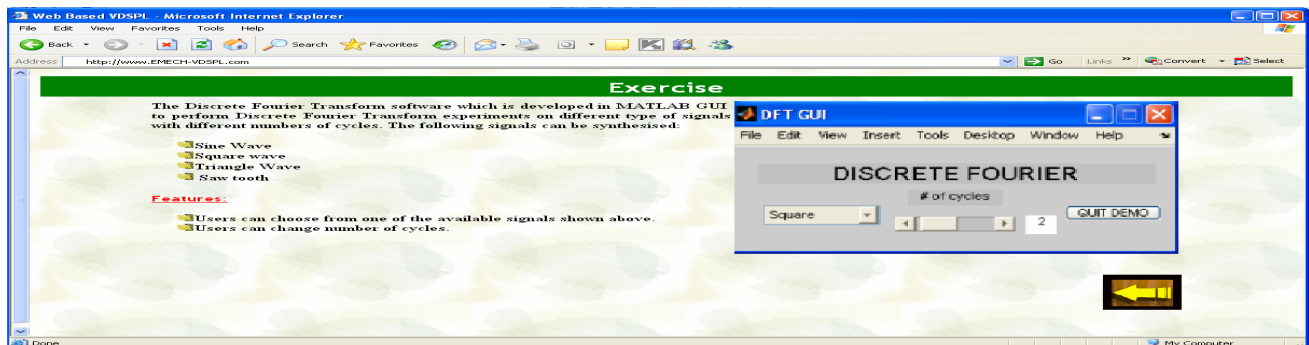 Web Based VDSPL - Microsoft Internet Explorer
File Edit View Favorites Tools Help
Back Search Favorites
Address http://www.EMECH-VDSPL.com Go Links » Convert Select
Exercise
The Discrete Fourier Transform software which is developed in MATLAB GUI
to perform Discrete Fourier Transform experiments on different type of signals
with different numbers of cycles. The following signals can be synthesised:
Sine Wave
Square wave
Triangle Wave
Saw tooth
Features:
Users can choose from one of the available signals shown above.
Users can change number of cycles.
DFT GUI
File Edit View Insert Tools Desktop Window Help
DISCRETE FOURIER
# of cycles
Square 2 QUIT DEMO
Done My Computer